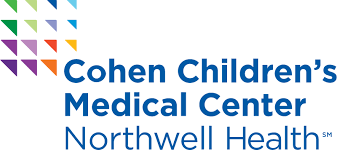 Cohen Children's
Medical Center
Northwell Health℠